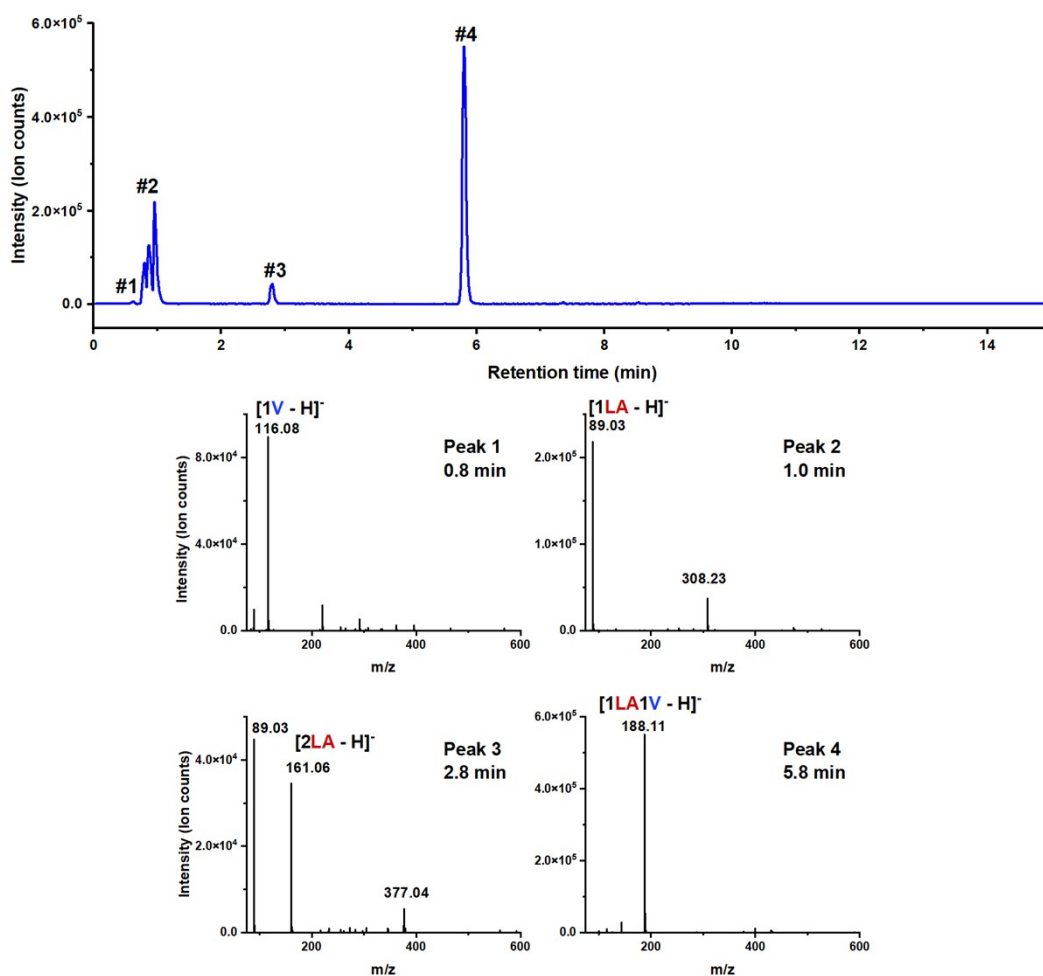 6.0×10⁵
4.0×10⁵
2.0×10⁵
0.0
Intensity (Ion counts)
#1
#2
#3
#4
0 2 4 6 8 10 12 14
Retention time (min)
[1V - H]⁻
116.08
Peak 1
0.8 min
8.0×10⁴
4.0×10⁴
0.0
Intensity (Ion counts)
200 400 600
m/z
[1LA - H]⁻
89.03
Peak 2
1.0 min
308.23
2.0×10⁵
1.0×10⁵
0.0
200 400 600
m/z
89.03
[2LA - H]⁻
161.06
Peak 3
2.8 min
377.04
4.0×10⁴
2.0×10⁴
0.0
Intensity (Ion counts)
200 400 600
m/z
[1LA1V - H]⁻
188.11
Peak 4
5.8 min
6.0×10⁵
4.0×10⁵
2.0×10⁵
0.0
200 400 600
m/z